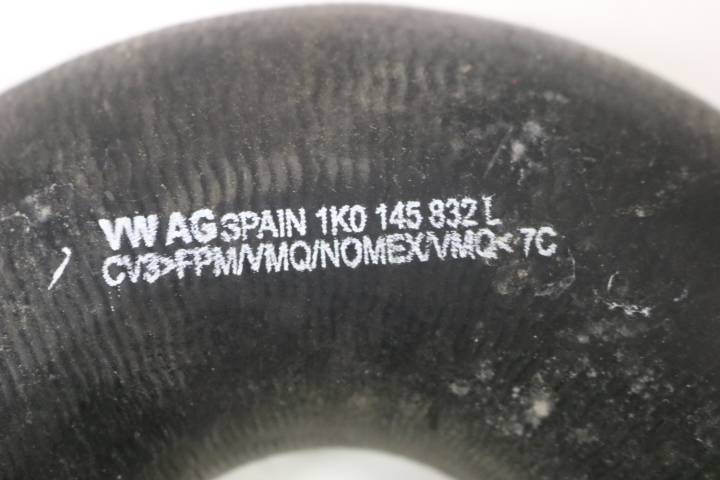 VW AG SPAIN 1K0 145 832 L
CV3>FPM/VMQ/NOMEX/VMQ< 7C